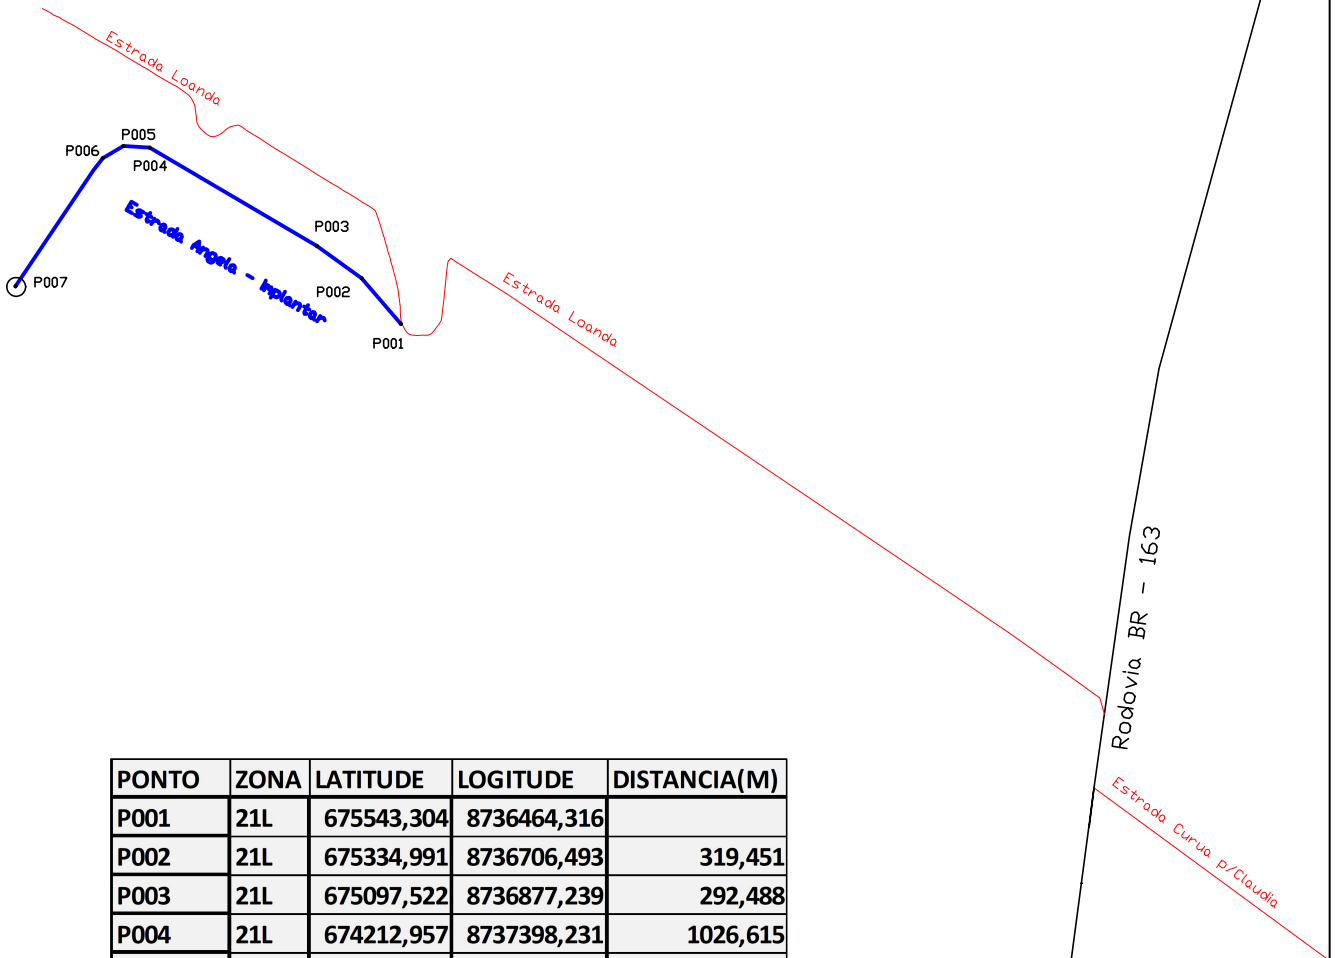 Estrada Loanda
P005
P006
P004
Estrada Angela - Implantar
P003
P007
P002
P001
Estrada Loanda
Rodovia BR - 163
Estrada Curua p/Claudia
PONTO ZONA LATITUDE LOGITUDE DISTANCIA(M)
P001 21L 675543,304 8736464,316
P002 21L 675334,991 8736706,493 319,451
P003 21L 675097,522 8736877,239 292,488
P004 21L 674212,957 8737398,231 1026,615